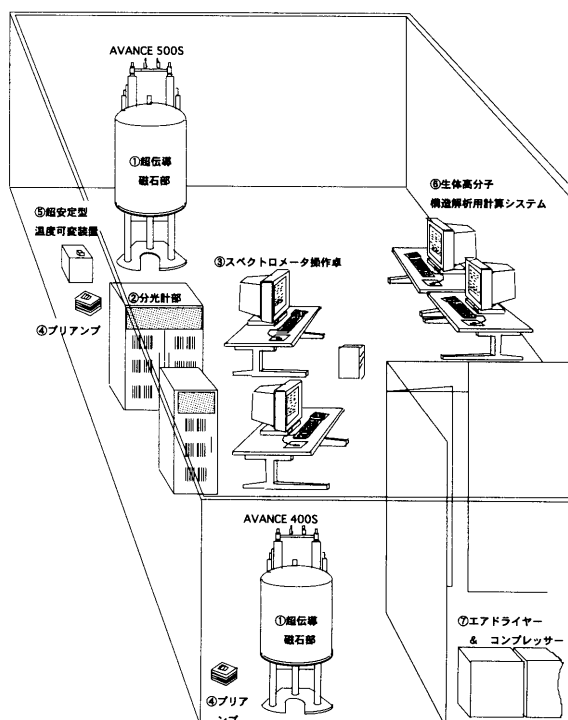 AVANCE 500S
①超伝導
磁石部
⑥生体高分子
構造解析用計算システム
⑤超安定型
温度可変装置
③スペクトロメータ操作卓
②分光計部
④プリアンプ
AVANCE 400S
①超伝導
磁石部
⑦エアドライヤー
& コンプレッサー
④プリア
ンプ